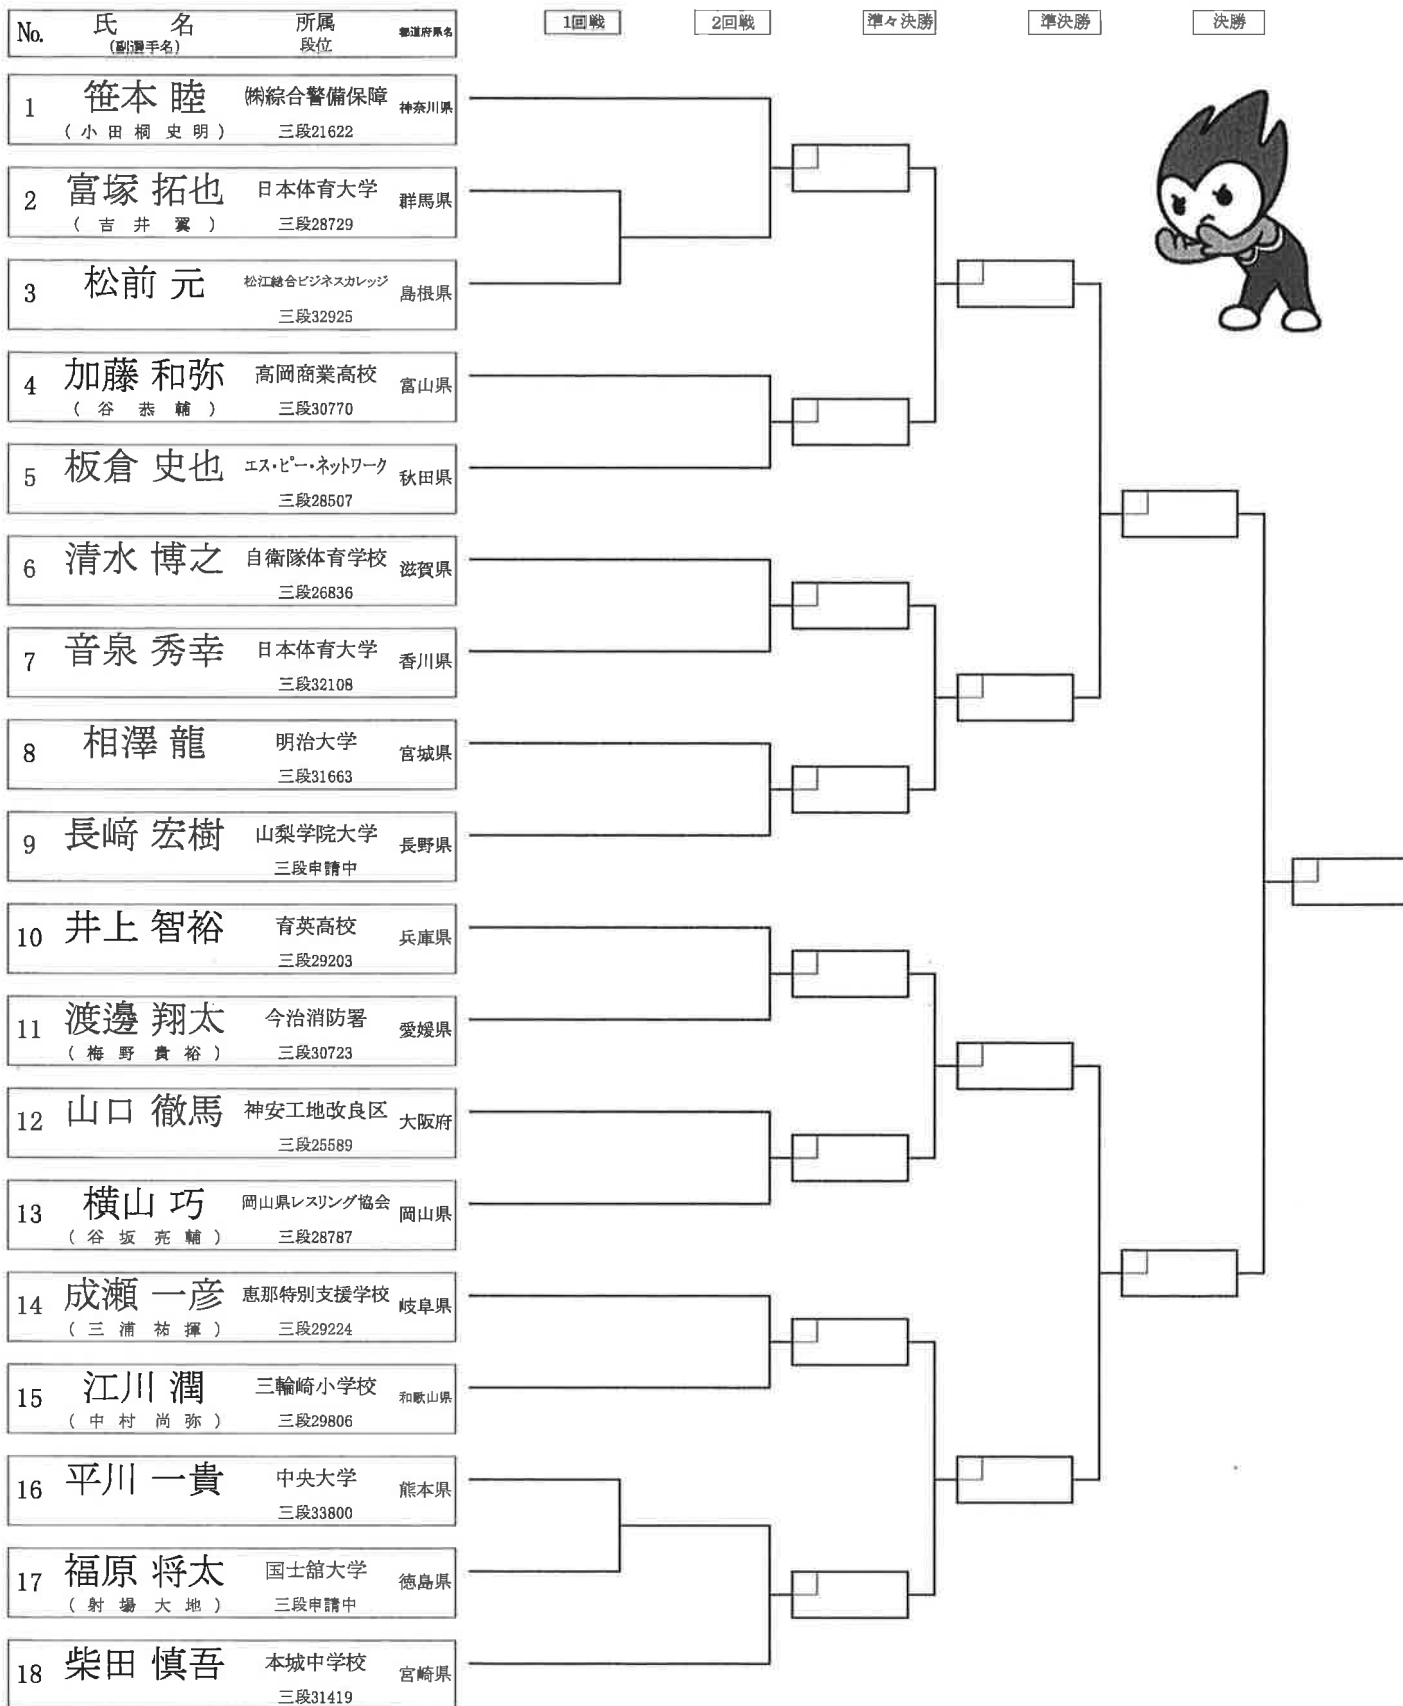 No. 氏名 所属 都道府県名 1回戦 2回戦 準々決勝 準決勝 決勝
(副選手名) 段位
1 笹本 睦 ㈱綜合警備保障 神奈川県
(小田桐 史明) 三段21622
2 富塚 拓也 日本体育大学 群馬県
(吉井 翼) 三段28729
3 松前 元 松江総合ビジネスカレッジ 島根県
三段32925
4 加藤 和弥 高岡商業高校 富山県
(谷 恭輔) 三段30770
5 板倉 史也 エス・ピー・ネットワーク 秋田県
三段28507
6 清水 博之 自衛隊体育学校 滋賀県
三段26836
7 音泉 秀幸 日本体育大学 香川県
三段32108
8 相澤 龍 明治大学 宮城県
三段31663
9 長﨑 宏樹 山梨学院大学 長野県
三段申請中
10 井上 智裕 育英高校 兵庫県
三段29203
11 渡邊 翔太 今治消防署 愛媛県
(梅野 貴裕) 三段30723
12 山口 徹馬 神安工地改良区 大阪府
三段25589
13 横山 巧 岡山県レスリング協会 岡山県
(谷坂 亮輔) 三段28787
14 成瀬 一彦 恵那特別支援学校 岐阜県
(三浦 祐揮) 三段29224
15 江川 潤 三輪崎小学校 和歌山県
(中村 尚弥) 三段29806
16 平川 一貴 中央大学 熊本県
三段33800
17 福原 将太 国士舘大学 徳島県
(射場 大地) 三段申請中
18 柴田 慎吾 本城中学校 宮崎県
三段31419